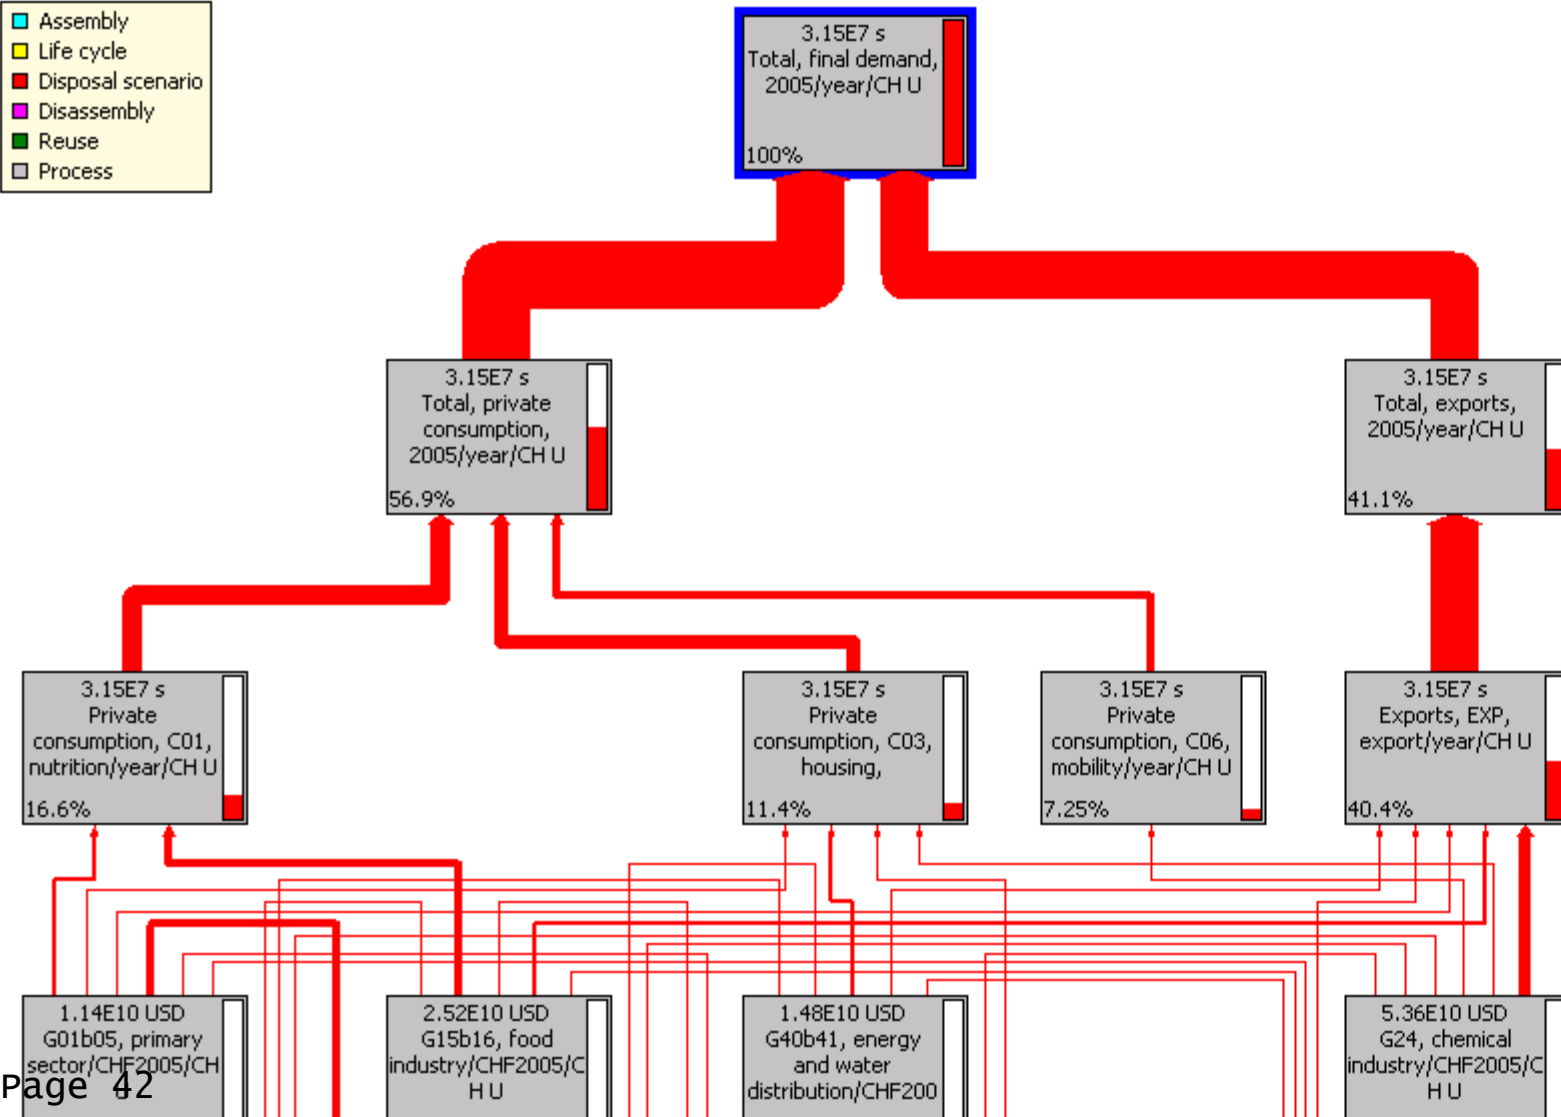 Assembly
Life cycle
Disposal scenario
Disassembly
Reuse
Process
3.15E7 s
Total, final demand,
2005/year/CH U
100%
3.15E7 s
Total, private
consumption,
2005/year/CH U
56.9%
3.15E7 s
Total, exports,
2005/year/CH U
41.1%
3.15E7 s
Private
consumption, C01,
nutrition/year/CH U
16.6%
3.15E7 s
Private
consumption, C03,
housing,
11.4%
3.15E7 s
Private
consumption, C06,
mobility/year/CH U
7.25%
3.15E7 s
Exports, EXP,
export/year/CH U
40.4%
1.14E10 USD
G01b05, primary
sector/CHF2005/CH
U
2.52E10 USD
G15b16, food
industry/CHF2005/C
H U
1.48E10 USD
G40b41, energy
and water
distribution/CHF200
5.36E10 USD
G24, chemical
industry/CHF2005/C
H U
Page 42